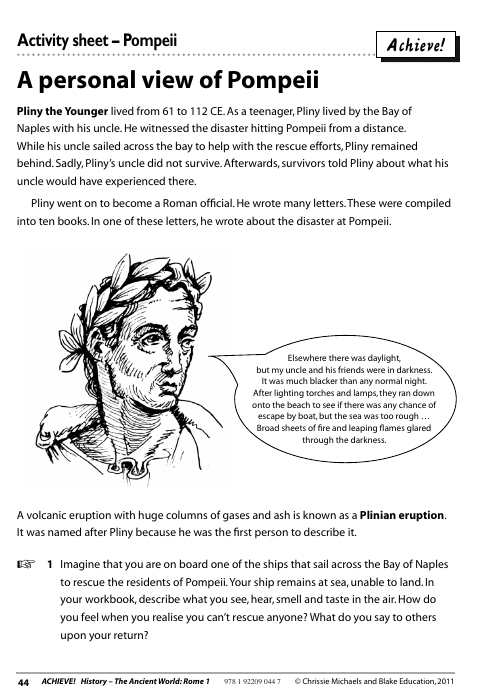 Activity sheet – Pompeii
Achieve!
A personal view of Pompeii
Pliny the Younger lived from 61 to 112 CE. As a teenager, Pliny lived by the Bay of
Naples with his uncle. He witnessed the disaster hitting Pompeii from a distance.
While his uncle sailed across the bay to help with the rescue efforts, Pliny remained
behind. Sadly, Pliny's uncle did not survive. Afterwards, survivors told Pliny about what his
uncle would have experienced there.
Pliny went on to become a Roman official. He wrote many letters. These were compiled
into ten books. In one of these letters, he wrote about the disaster at Pompeii.
Elsewhere there was daylight,
but my uncle and his friends were in darkness.
It was much blacker than any normal night.
After lighting torches and lamps, they ran down
onto the beach to see if there was any chance of
escape by boat, but the sea was too rough …
Broad sheets of fire and leaping flames glared
through the darkness.
A volcanic eruption with huge columns of gases and ash is known as a Plinian eruption.
It was named after Pliny because he was the first person to describe it.
1 Imagine that you are on board one of the ships that sail across the Bay of Naples
to rescue the residents of Pompeii. Your ship remains at sea, unable to land. In
your workbook, describe what you see, hear, smell and taste in the air. How do
you feel when you realise you can't rescue anyone? What do you say to others
upon your return?
44 ACHIEVE! History – The Ancient World: Rome 1 978 1 92209 044 7 © Chrissie Michaels and Blake Education, 2011